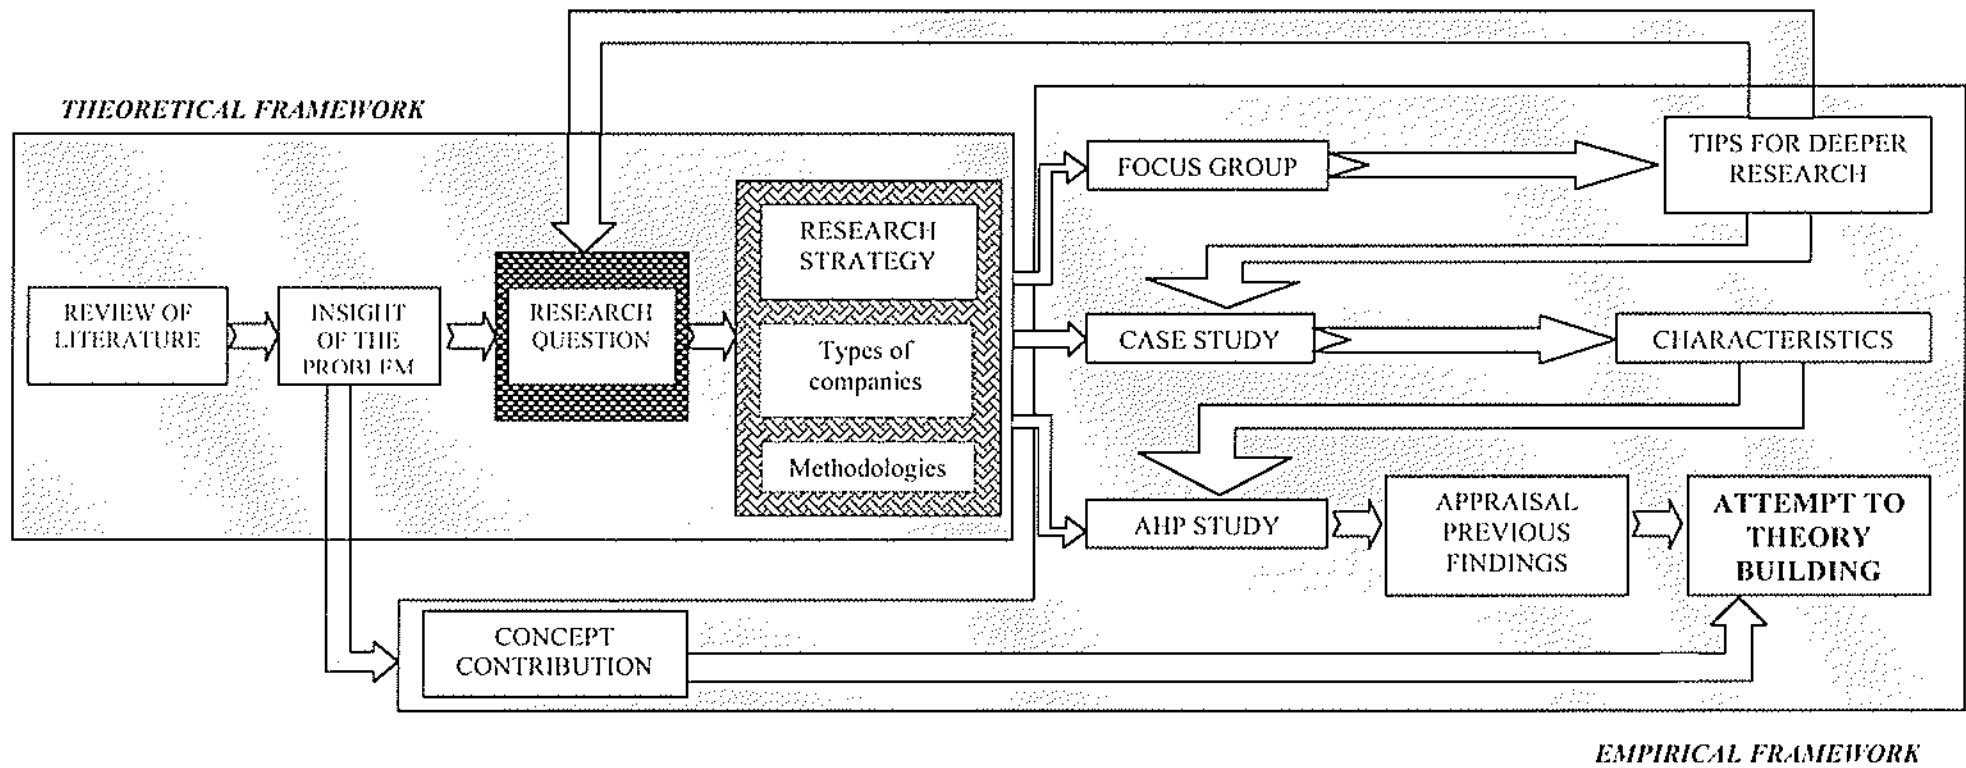 THEORETICAL FRAMEWORK
REVIEW OF
LITERATURE
INSIGHT
OF THE
PROBLEM
RESEARCH
QUESTION
RESEARCH
STRATEGY
Types of
companies
Methodologies
FOCUS GROUP
TIPS FOR DEEPER
RESEARCH
CASE STUDY
CHARACTERISTICS
AHP STUDY
APPRAISAL
PREVIOUS
FINDINGS
ATTEMPT TO
THEORY
BUILDING
CONCEPT
CONTRIBUTION
EMPIRICAL FRAMEWORK